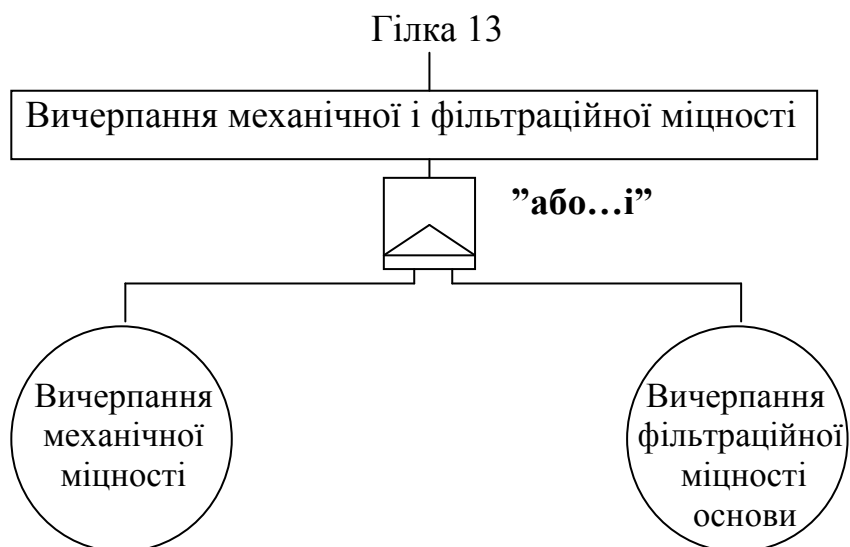 Гілка 13
Вичерпання механічної і фільтраційної міцності
”або…і”
Вичерпання
механічної
міцності
Вичерпання
фільтраційної
міцності
основи